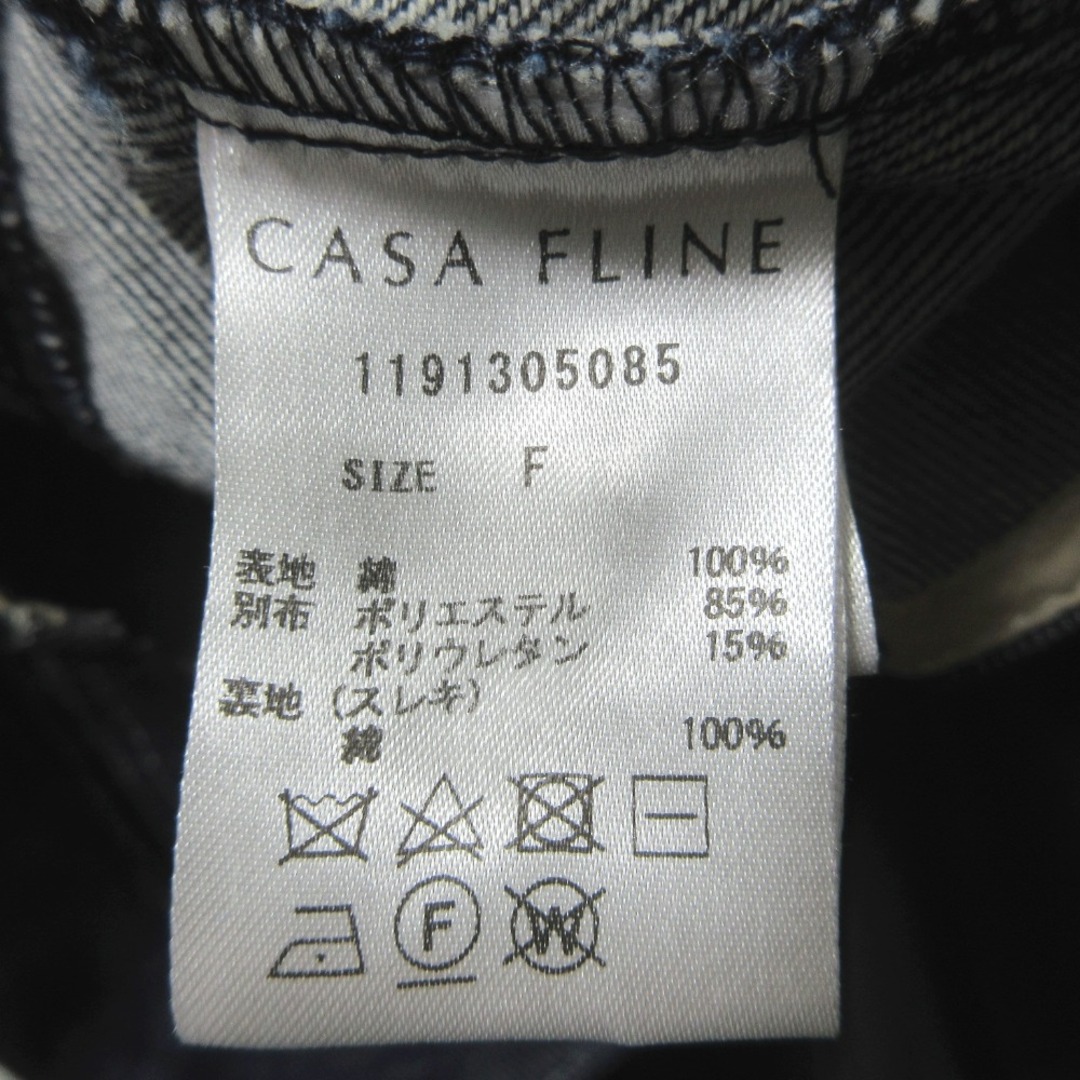 CASA FLINE
1191305085
SIZE F
表地 綿 100%
別布 ポリエステル 85%
ポリウレタン 15%
裏地 (スレキ)
綿 100%
F W